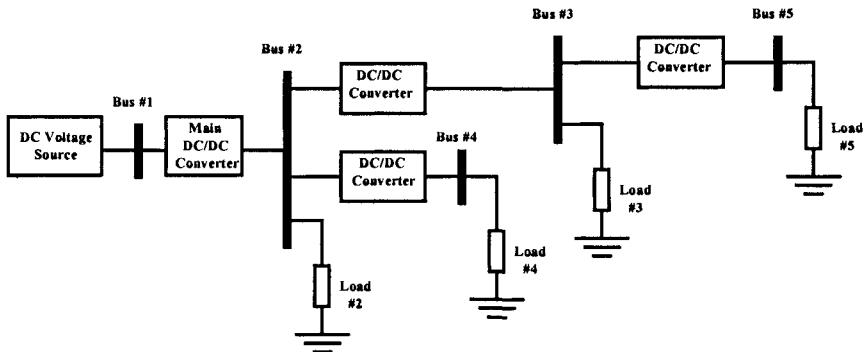 Bus #3
Bus #5
Bus #2
DC/DC
Converter
DC/DC
Converter
Bus #1
DC Voltage
Source
Main
DC/DC
Converter
Bus #4
DC/DC
Converter
Load
#5
Load
#3
Load
#4
Load
#2